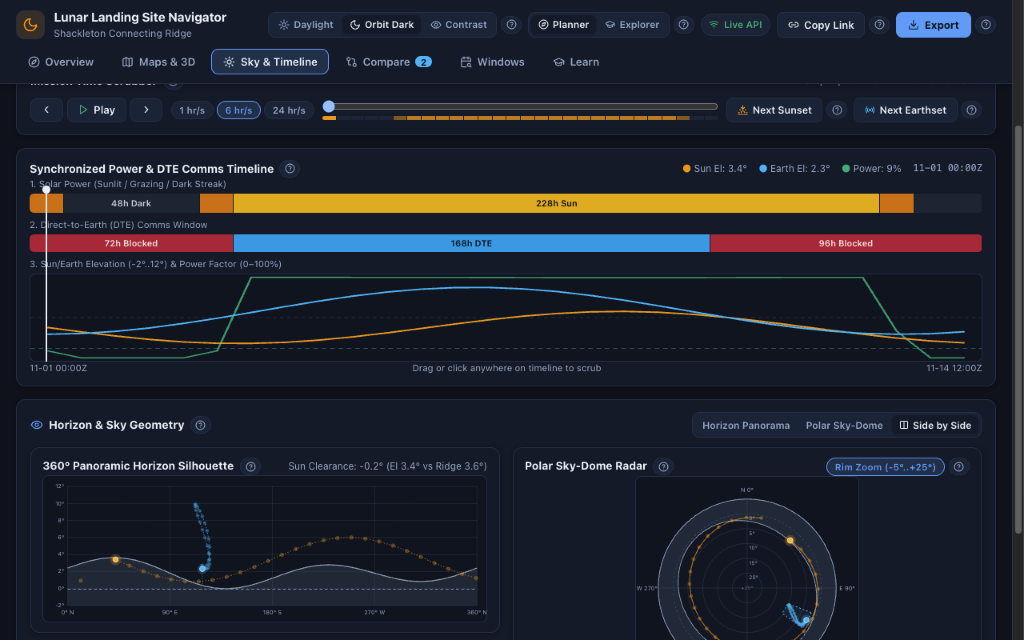 Lunar Landing Site Navigator
Shackleton Connecting Ridge
Daylight Orbit Dark Contrast
Planner Explorer
Live API
Copy Link
Export
Overview Maps & 3D Sky & Timeline Compare 2 Windows Learn
Play
1 hr/s 6 hr/s 24 hr/s
Next Sunset
Next Earthset
Synchronized Power & DTE Comms Timeline
Sun El: 3.4° Earth El: 2.3° Power: 9% 11-01 00:00Z
1. Solar Power (Sunlit / Grazing / Dark Streak)
48h Dark 228h Sun
2. Direct-to-Earth (DTE) Comms Window
72h Blocked 168h DTE 96h Blocked
3. Sun/Earth Elevation (-2°..12°) & Power Factor (0–100%)
11-01 00:00Z Drag or click anywhere on timeline to scrub 11-14 12:00Z
Horizon & Sky Geometry
Horizon Panorama Polar Sky-Dome Side by Side
360° Panoramic Horizon Silhouette
Sun Clearance: -0.2° (El 3.4° vs Ridge 3.6°)
12°
10°
8°
6°
4°
2°
0°
-2°
0° N 90° E 180° S 270° W 360° N
Polar Sky-Dome Radar
Rim Zoom (-5°..+25°)
N 0°
5°
10°
15°
W 270° E 90°